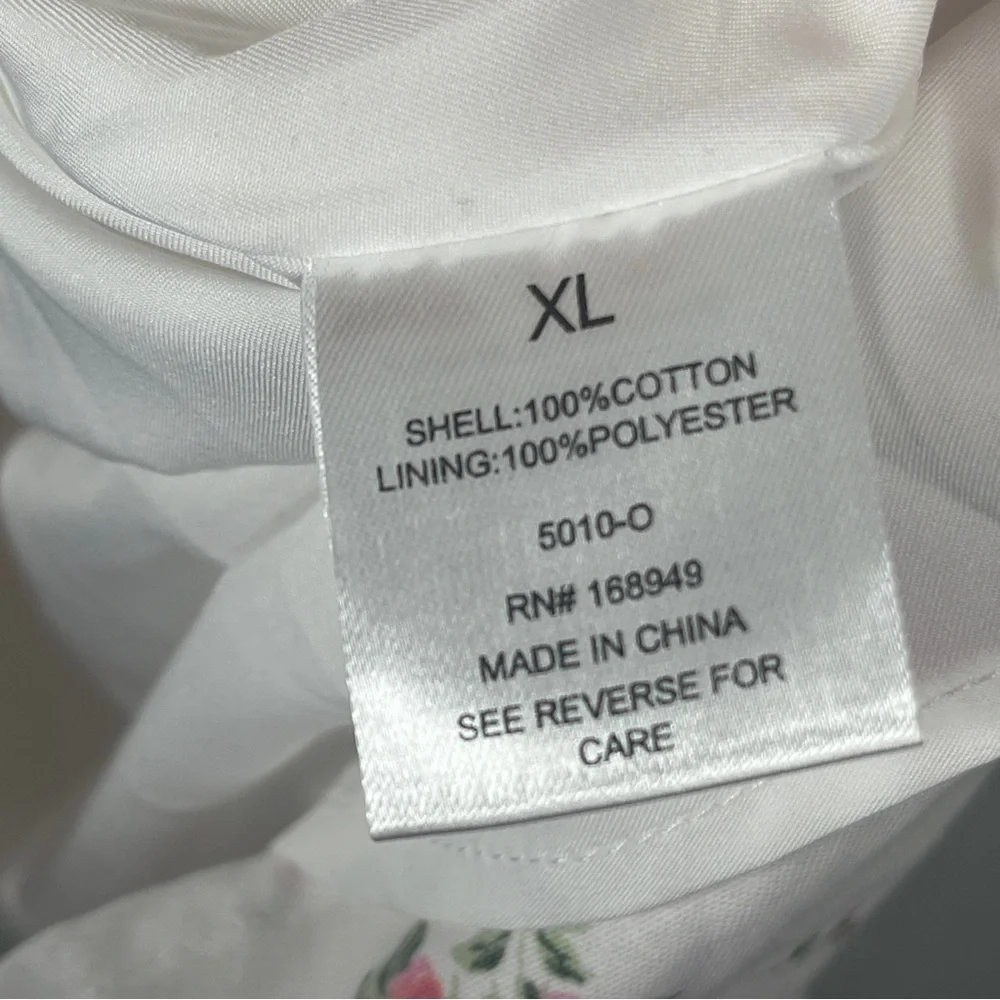 XL
SHELL:100%COTTON
LINING:100%POLYESTER
5010-O
RN# 168949
MADE IN CHINA
SEE REVERSE FOR
CARE